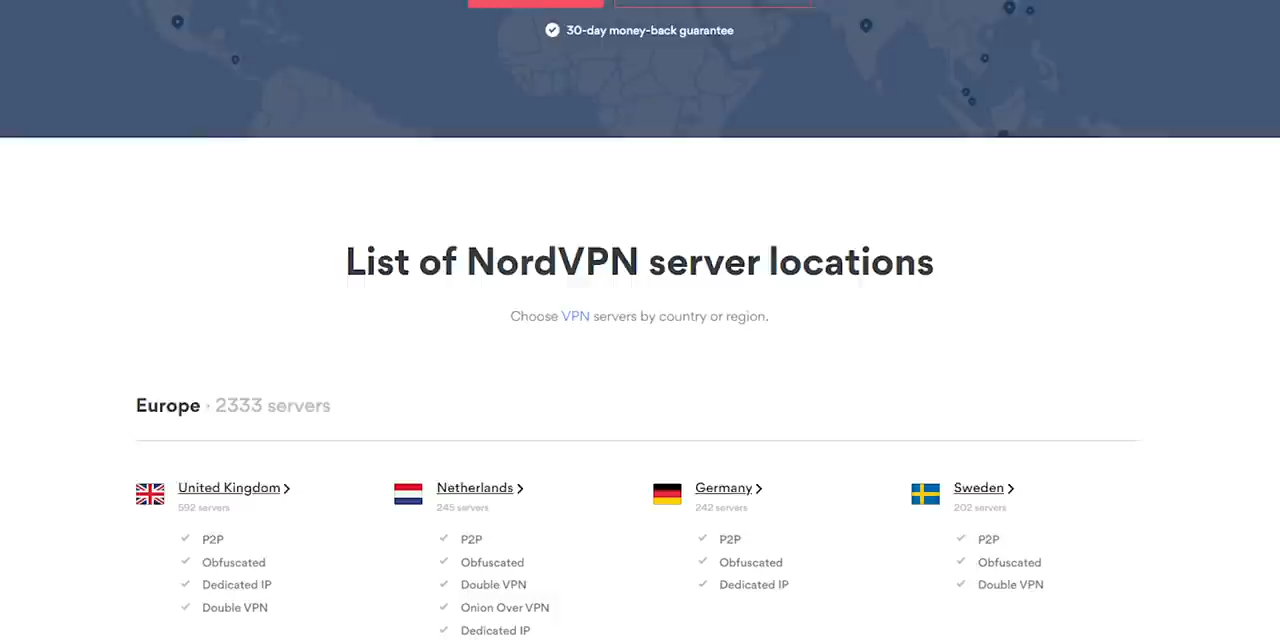 30-day money-back guarantee
List of NordVPN server locations
Choose VPN servers by country or region.
Europe · 2333 servers
United Kingdom
592 servers
P2P
Obfuscated
Dedicated IP
Double VPN
Netherlands
245 servers
P2P
Obfuscated
Double VPN
Onion Over VPN
Dedicated IP
Germany
242 servers
P2P
Obfuscated
Dedicated IP
Sweden
202 servers
P2P
Obfuscated
Double VPN